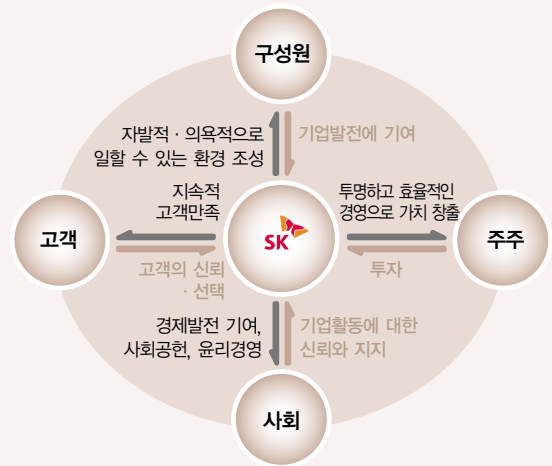 구성원
자발적 · 의욕적으로
일할 수 있는 환경 조성
기업발전에 기여
지속적
고객만족
투명하고 효율적인
경영으로 가치 창출
고객
SK
주주
고객의 신뢰
· 선택
투자
경제발전 기여,
사회공헌, 윤리경영
기업활동에 대한
신뢰와 지지
사회